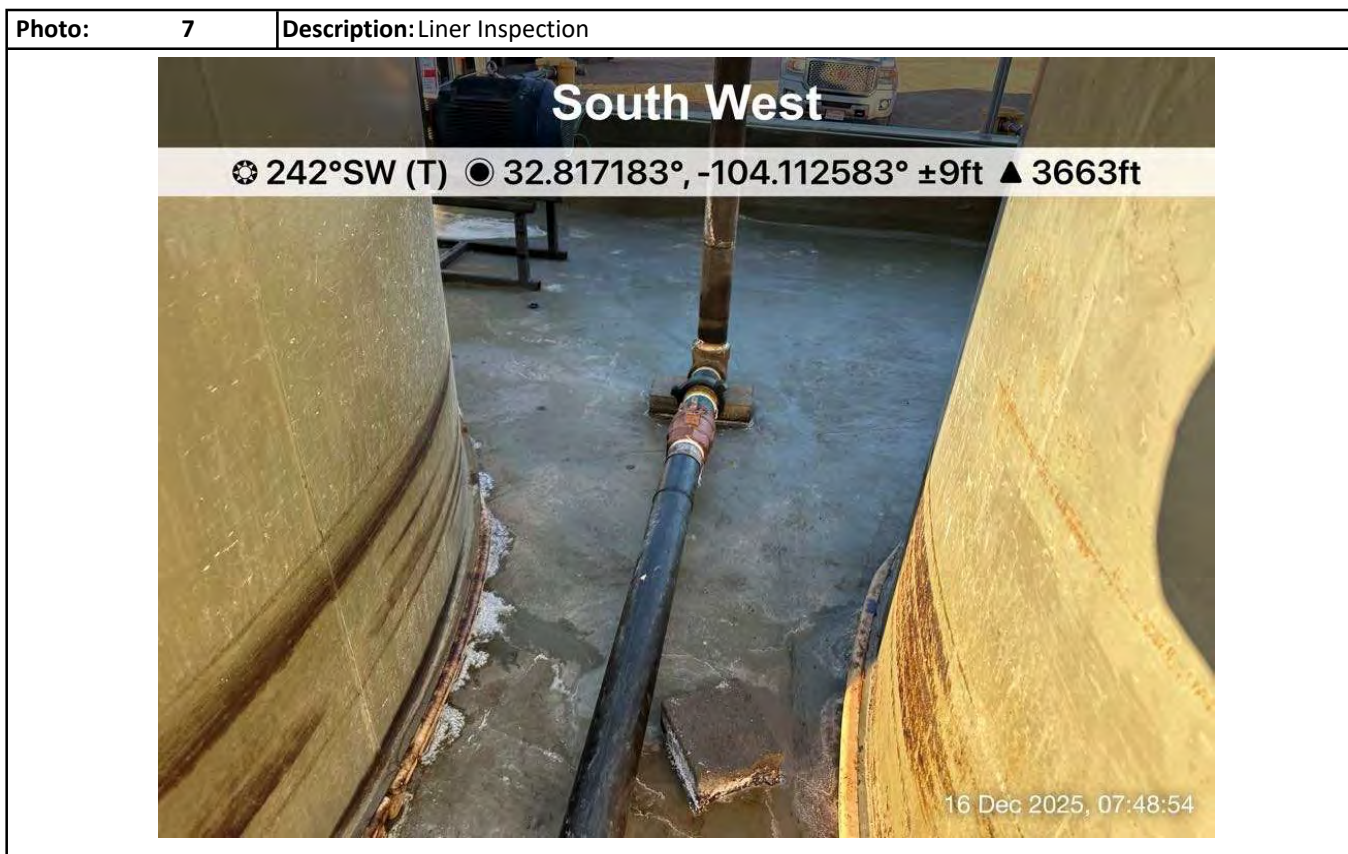 Photo: 7 Description: Liner Inspection
South West
242°SW (T) 32.817183°, -104.112583° ±9ft ▲ 3663ft
16 Dec 2025, 07:48:54